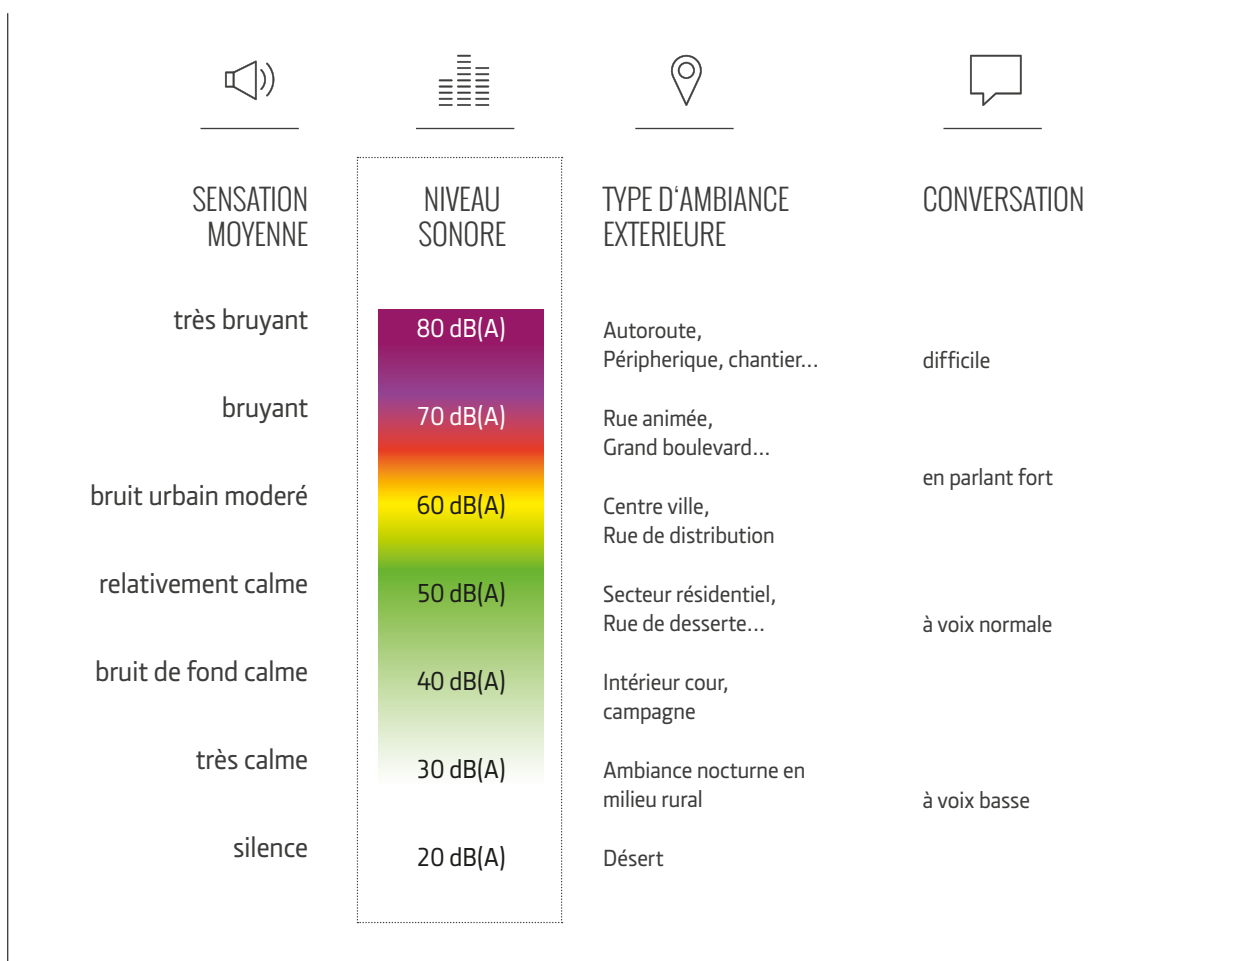 SENSATION
MOYENNE
NIVEAU
SONORE
TYPE D‘AMBIANCE
EXTERIEURE
CONVERSATION
très bruyant
80 dB(A)
Autoroute,
Péripherique, chantier...
difficile
bruyant
70 dB(A)
Rue animée,
Grand boulevard...
en parlant fort
bruit urbain moderé
60 dB(A)
Centre ville,
Rue de distribution
relativement calme
50 dB(A)
Secteur résidentiel,
Rue de desserte...
à voix normale
bruit de fond calme
40 dB(A)
Intérieur cour,
campagne
très calme
30 dB(A)
Ambiance nocturne en
milieu rural
à voix basse
silence
20 dB(A)
Désert